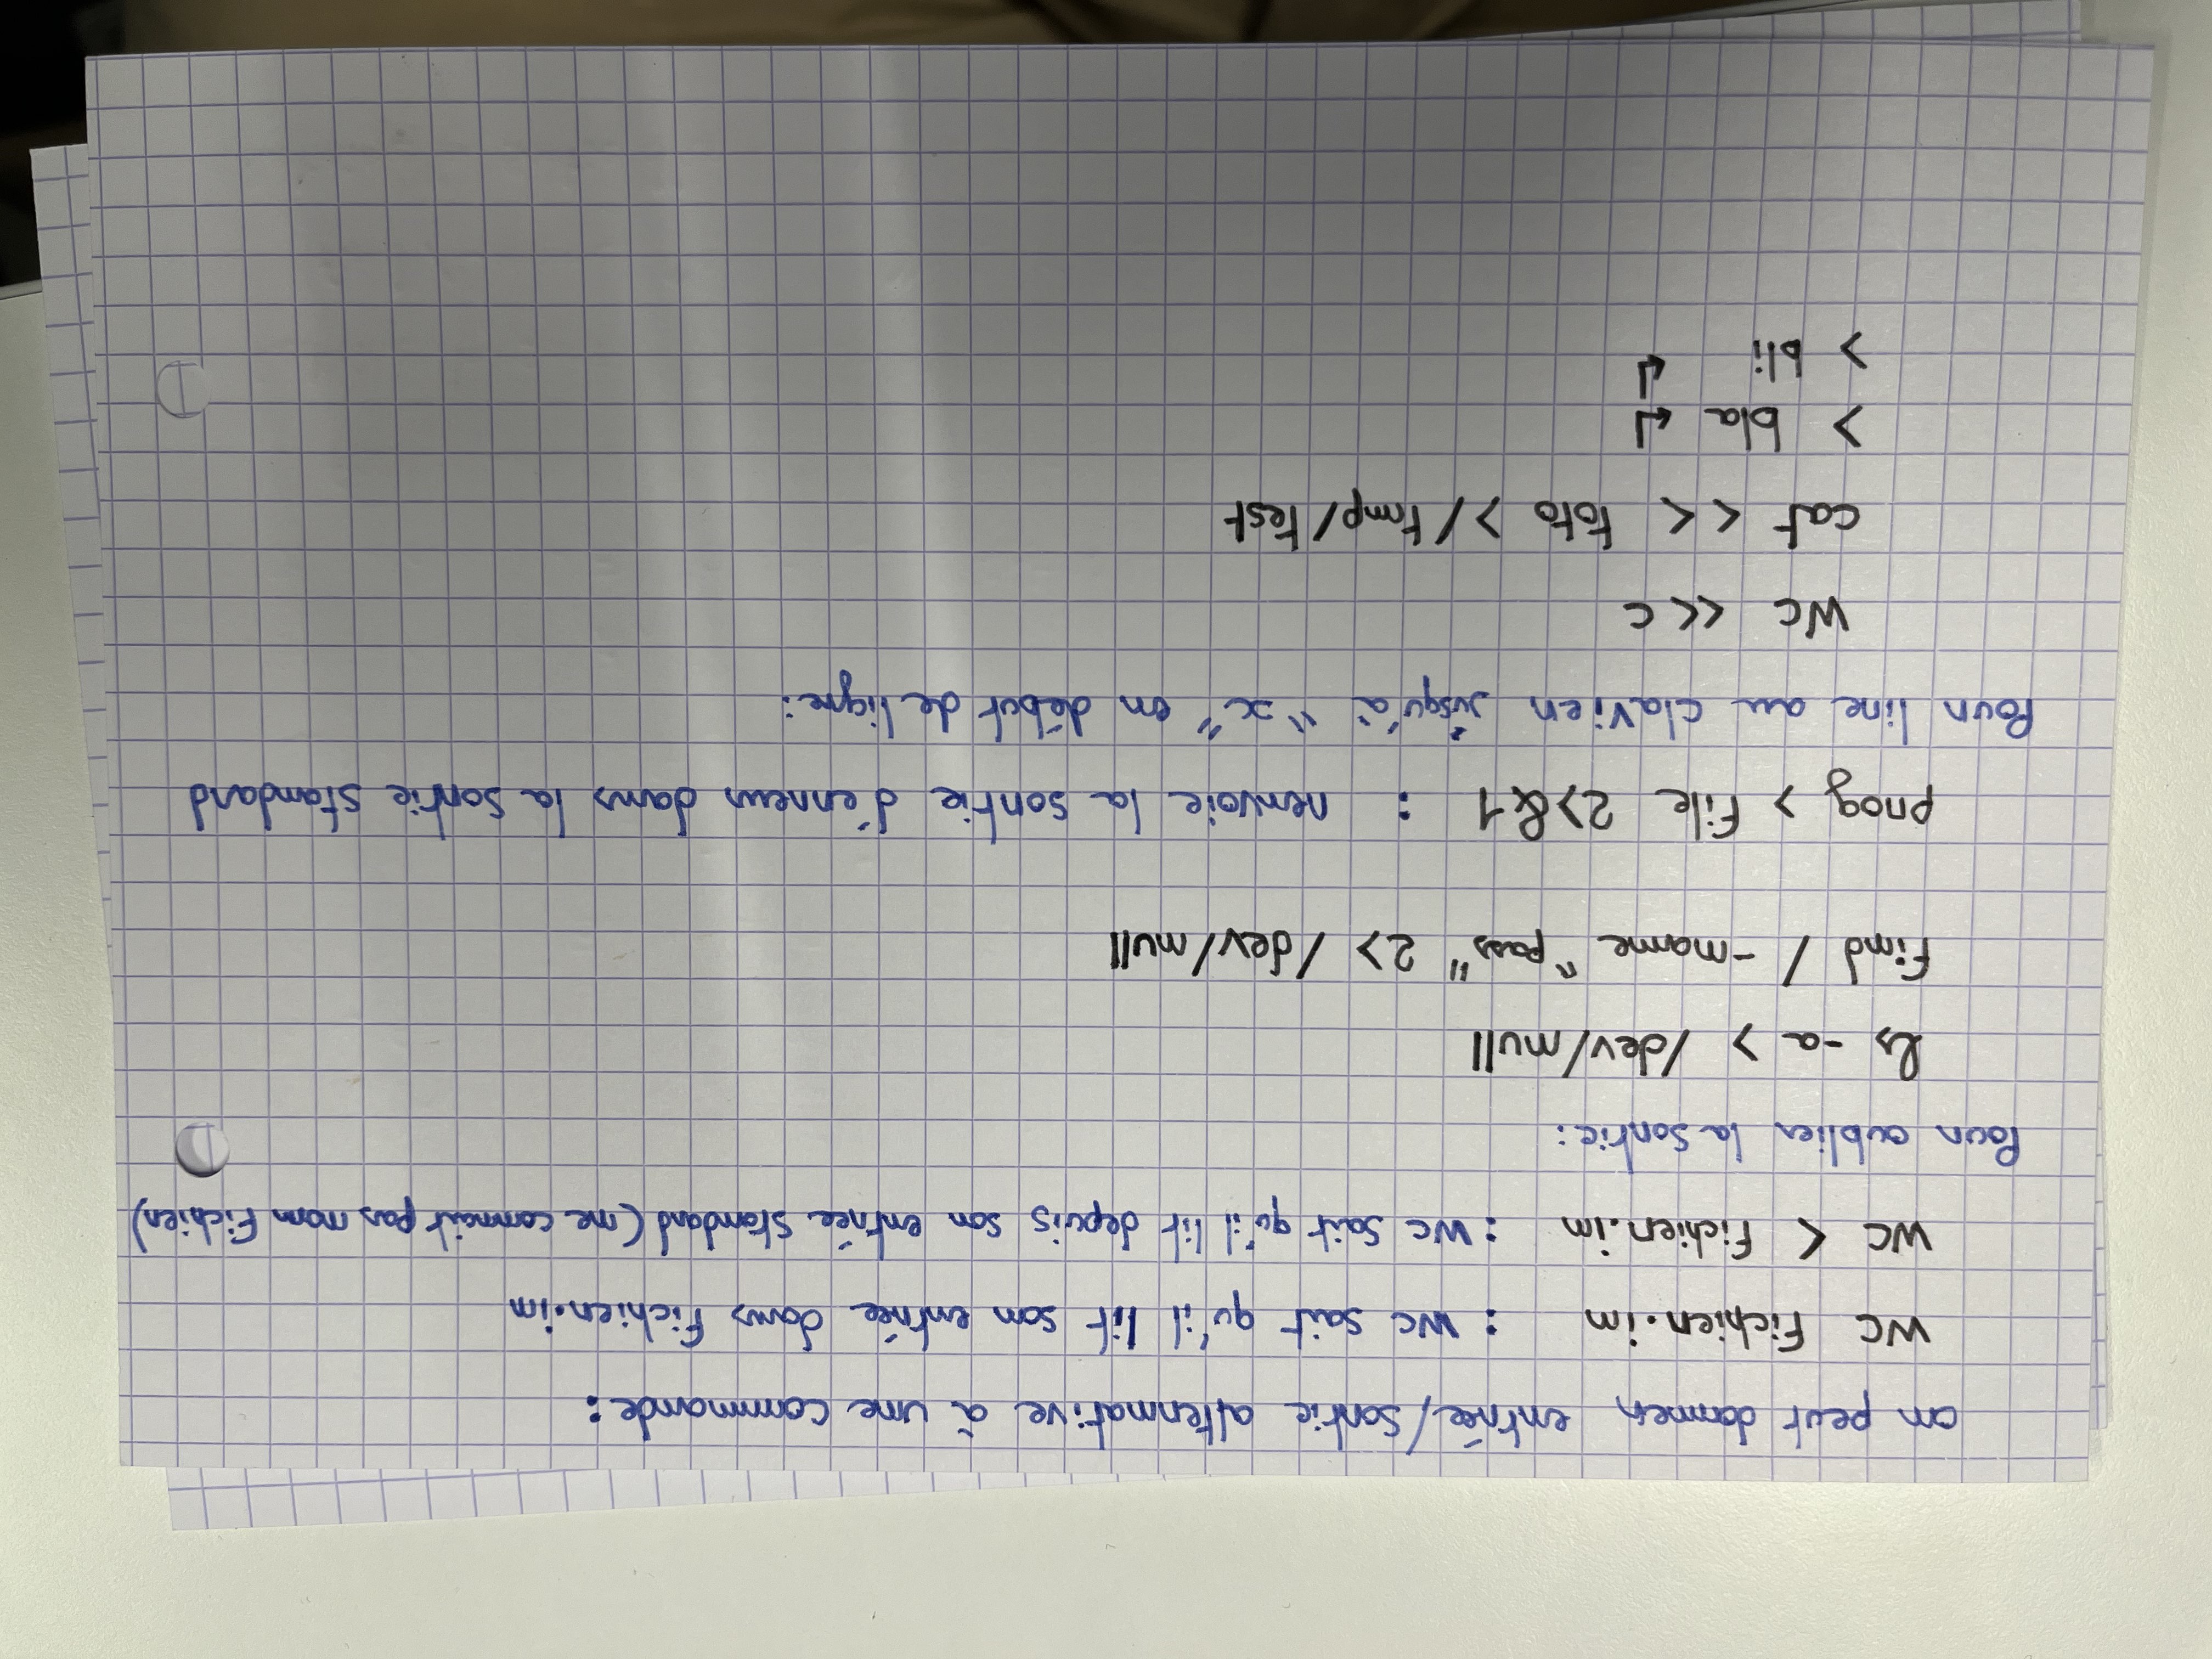 on peut donner entrée/sortie alternative à une commande :
wc fichier.in : wc sait qu'il lit son entrée dans fichier.in
wc < fichier.in : wc sait qu'il lit depuis son entrée standard (ne connait pas nom fichier)
Pour oublier la sortie :
ls -a > /dev/null
find / -name "pass" 2> /dev/null
prog > file 2>&1 : renvoie la sortie d'erreur dans la sortie standard
Pour lire au clavier jusqu'à "x" en début de ligne :
wc << c
cat << toto > /tmp/test
> bla ↲
> bli ↲